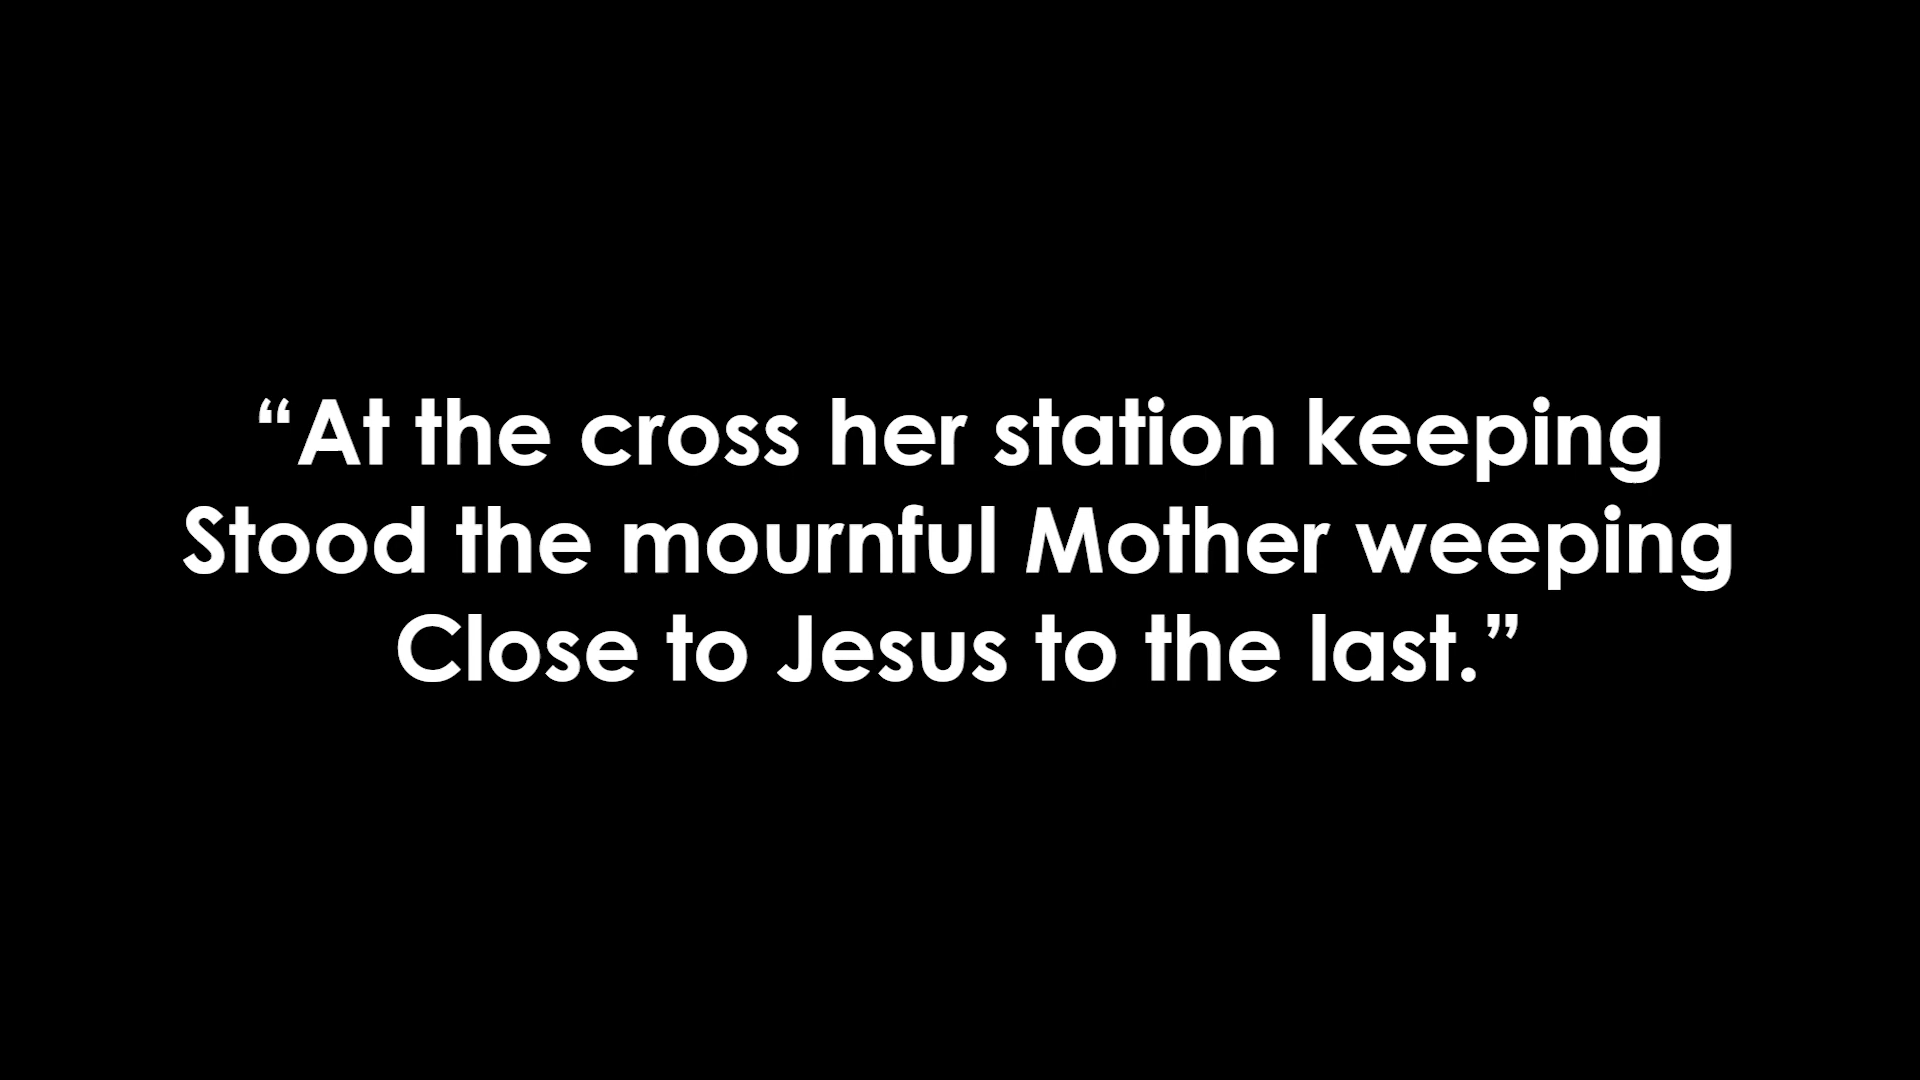 “At the cross her station keeping
Stood the mournful Mother weeping
Close to Jesus to the last.”